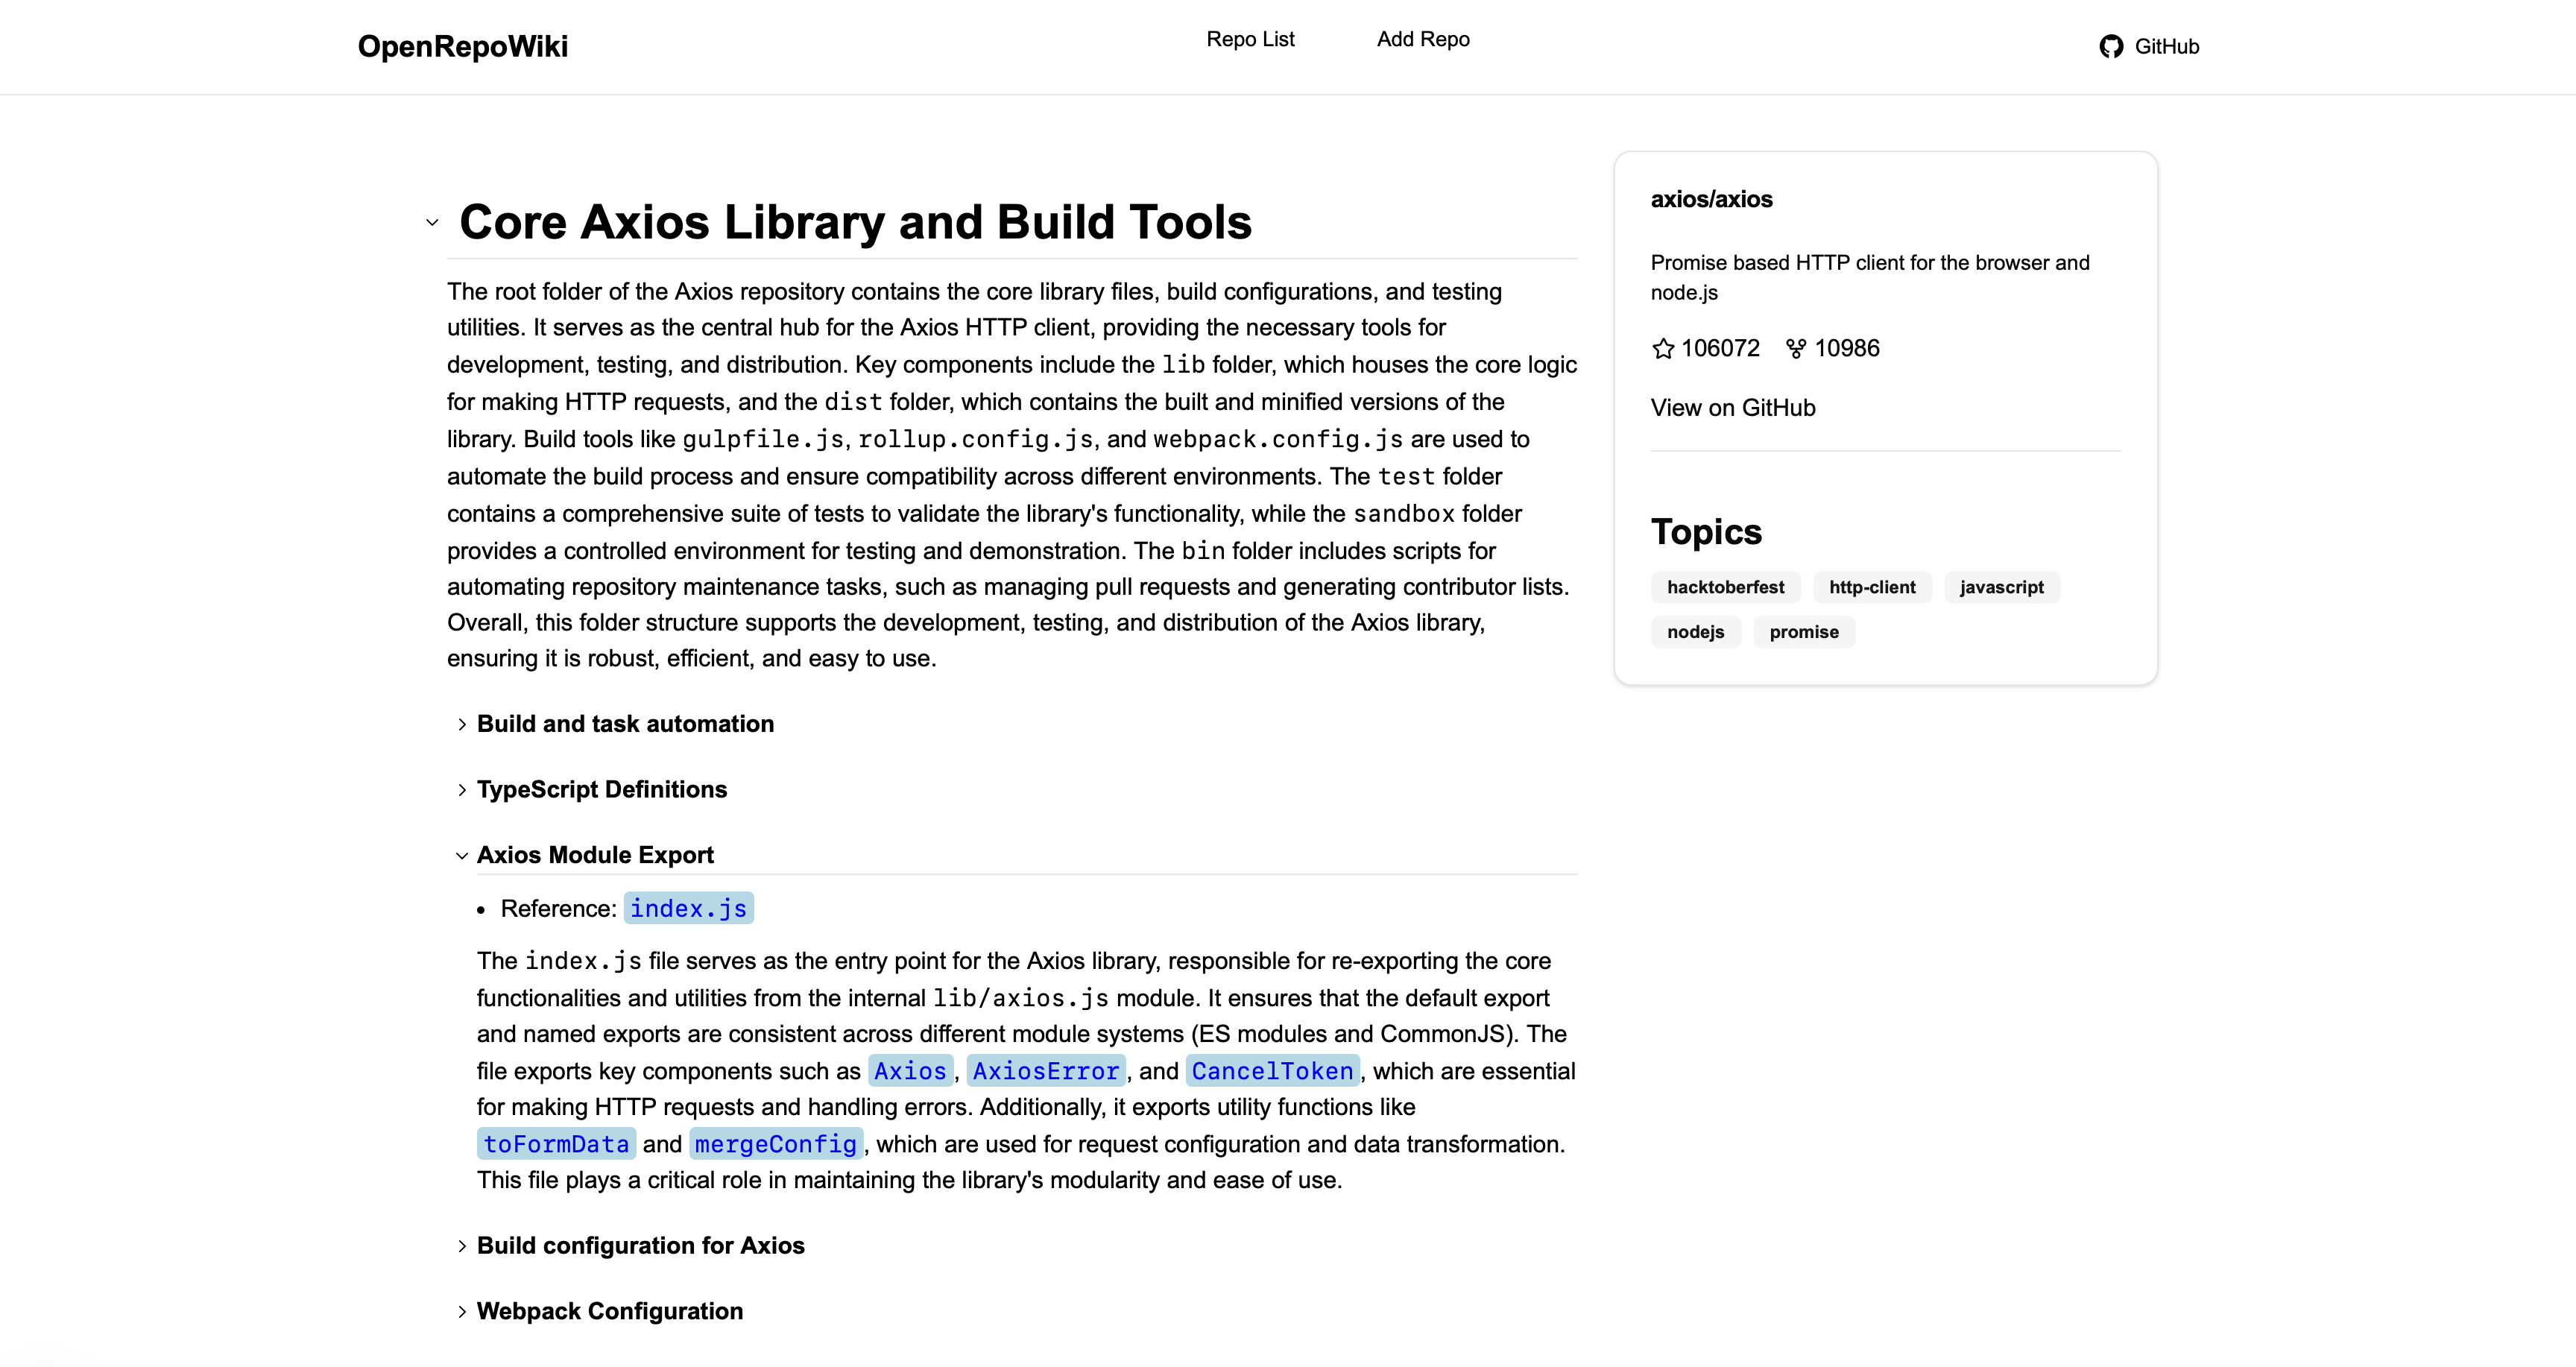 OpenRepoWiki
Repo List
Add Repo
GitHub
Core Axios Library and Build Tools
The root folder of the Axios repository contains the core library files, build configurations, and testing
utilities. It serves as the central hub for the Axios HTTP client, providing the necessary tools for
development, testing, and distribution. Key components include the lib folder, which houses the core logic
for making HTTP requests, and the dist folder, which contains the built and minified versions of the
library. Build tools like gulpfile.js, rollup.config.js, and webpack.config.js are used to
automate the build process and ensure compatibility across different environments. The test folder
contains a comprehensive suite of tests to validate the library's functionality, while the sandbox folder
provides a controlled environment for testing and demonstration. The bin folder includes scripts for
automating repository maintenance tasks, such as managing pull requests and generating contributor lists.
Overall, this folder structure supports the development, testing, and distribution of the Axios library,
ensuring it is robust, efficient, and easy to use.
Build and task automation
TypeScript Definitions
Axios Module Export
• Reference: index.js
The index.js file serves as the entry point for the Axios library, responsible for re-exporting the core
functionalities and utilities from the internal lib/axios.js module. It ensures that the default export
and named exports are consistent across different module systems (ES modules and CommonJS). The
file exports key components such as Axios, AxiosError, and CancelToken, which are essential
for making HTTP requests and handling errors. Additionally, it exports utility functions like
toFormData and mergeConfig, which are used for request configuration and data transformation.
This file plays a critical role in maintaining the library's modularity and ease of use.
Build configuration for Axios
Webpack Configuration
axios/axios
Promise based HTTP client for the browser and
node.js
106072 10986
View on GitHub
Topics
hacktoberfest http-client javascript
nodejs promise